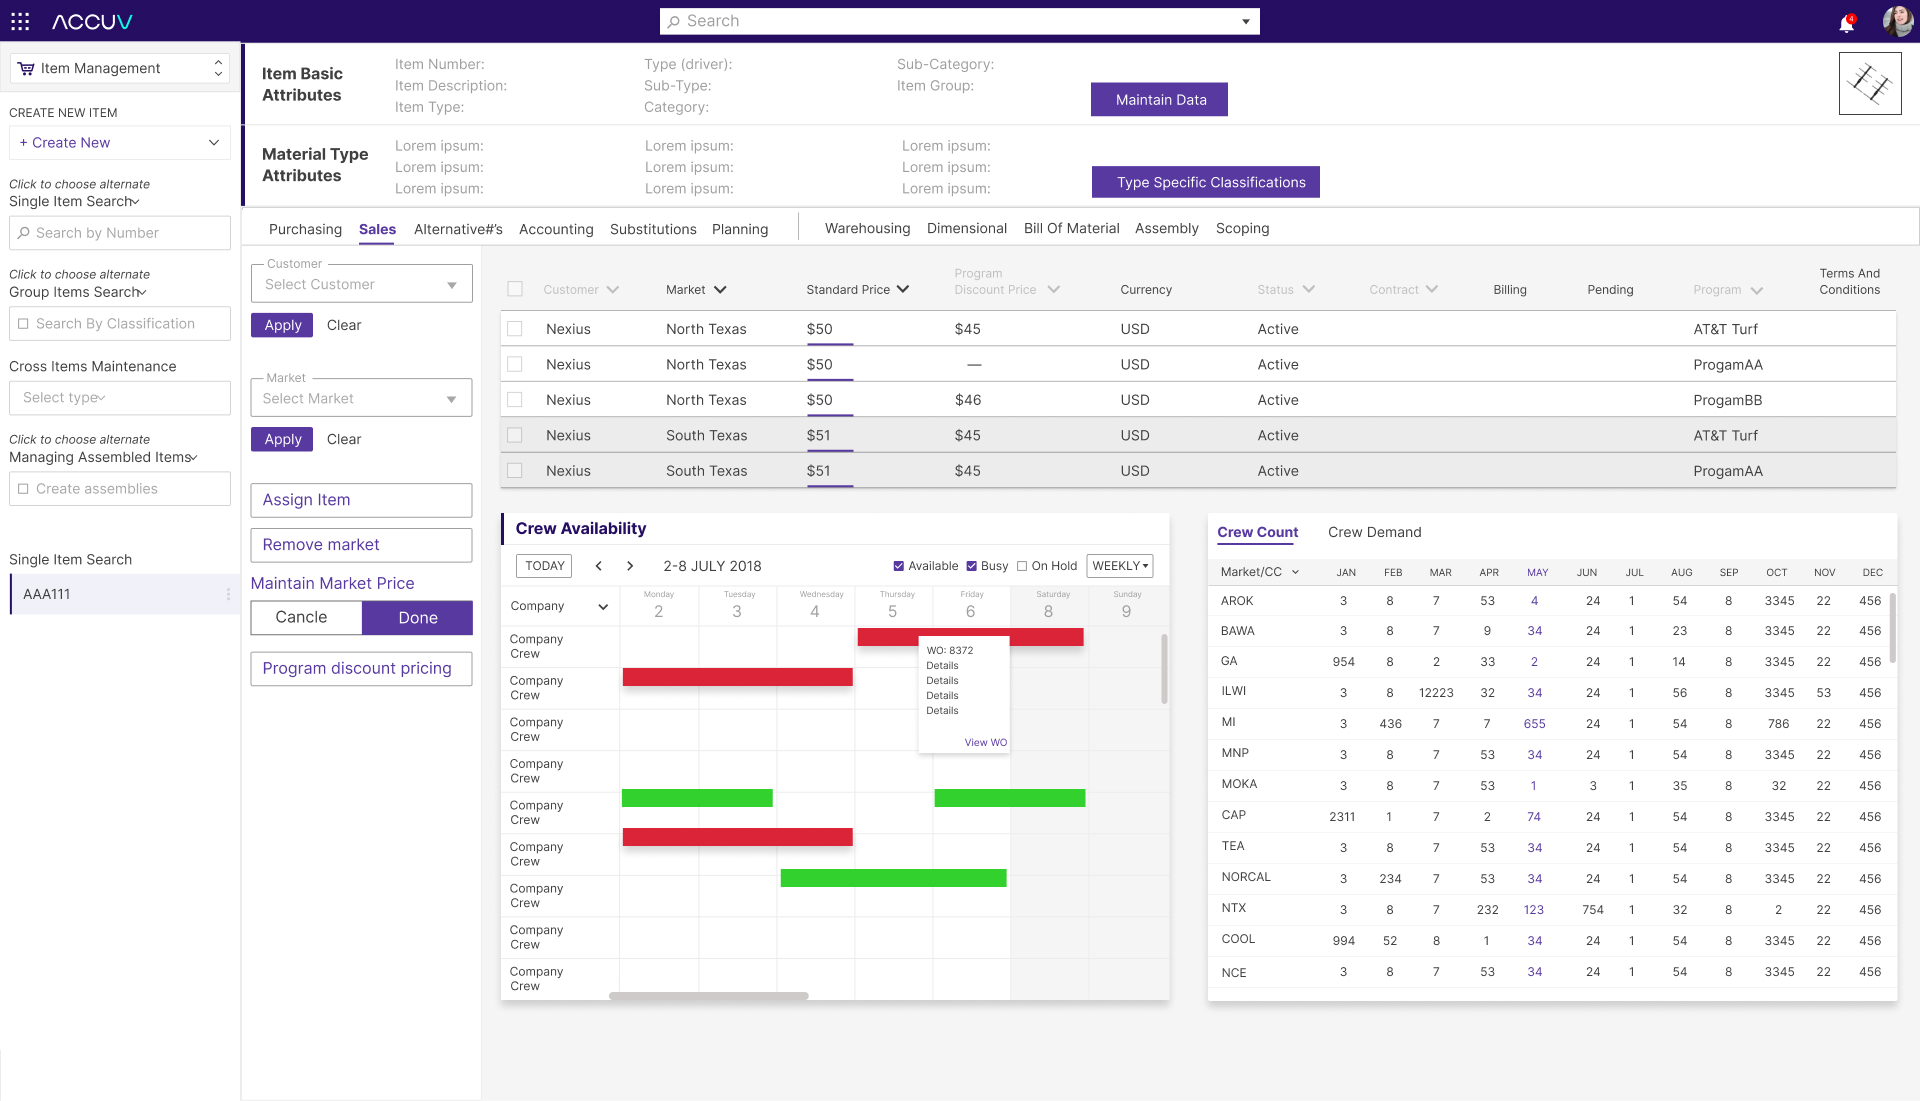 ACCUV
Search
4
Item Management
CREATE NEW ITEM
+ Create New
Click to choose alternate
Single Item Search
Search by Number
Click to choose alternate
Group Items Search
Search By Classification
Cross Items Maintenance
Select type
Click to choose alternate
Managing Assembled Items
Create assemblies
Single Item Search
AAA111
Item Basic
Attributes
Item Number:
Item Description:
Item Type:
Type (driver):
Sub-Type:
Category:
Sub-Category:
Item Group:
Maintain Data
Material Type
Attributes
Lorem ipsum:
Lorem ipsum:
Lorem ipsum:
Lorem ipsum:
Lorem ipsum:
Lorem ipsum:
Lorem ipsum:
Lorem ipsum:
Lorem ipsum:
Type Specific Classifications
Purchasing Sales Alternative#'s Accounting Substitutions Planning Warehousing Dimensional Bill Of Material Assembly Scoping
Customer
Select Customer
Apply Clear
Market
Select Market
Apply Clear
Assign Item
Remove market
Maintain Market Price
Cancle Done
Program discount pricing
Customer Market Standard Price Program Discount Price Currency Status Contract Billing Pending Program Terms And Conditions
Nexius North Texas $50 $45 USD Active AT&T Turf
Nexius North Texas $50 — USD Active ProgamAA
Nexius North Texas $50 $46 USD Active ProgamBB
Nexius South Texas $51 $45 USD Active AT&T Turf
Nexius South Texas $51 $45 USD Active ProgamAA
Crew Availability
TODAY 2-8 JULY 2018 Available Busy On Hold WEEKLY
Company
Monday Tuesday Wednesday Thursday Friday Saturday Sunday
2 3 4 5 6 8 9
Company
Crew
Company
Crew
Company
Crew
Company
Crew
Company
Crew
Company
Crew
Company
Crew
Company
Crew
Company
Crew
WO: 8372
Details
Details
Details
Details
View WO
Crew Count Crew Demand
Market/CC JAN FEB MAR APR MAY JUN JUL AUG SEP OCT NOV DEC
AROK 3 8 7 53 4 24 1 54 8 3345 22 456
BAWA 3 8 7 9 34 24 1 23 8 3345 22 456
GA 954 8 2 33 2 24 1 14 8 3345 22 456
ILWI 3 8 12223 32 34 24 1 56 8 3345 53 456
MI 3 436 7 7 655 24 1 54 8 786 22 456
MNP 3 8 7 53 34 24 1 54 8 3345 22 456
MOKA 3 8 7 53 1 3 1 35 8 32 22 456
CAP 2311 1 7 2 74 24 1 54 8 3345 22 456
TEA 3 8 7 53 34 24 1 54 8 3345 22 456
NORCAL 3 234 7 53 34 24 1 54 8 3345 22 456
NTX 3 8 7 232 123 754 1 32 8 2 22 456
COOL 994 52 8 1 34 24 1 54 8 3345 22 456
NCE 3 8 7 53 34 24 1 54 8 3345 22 456